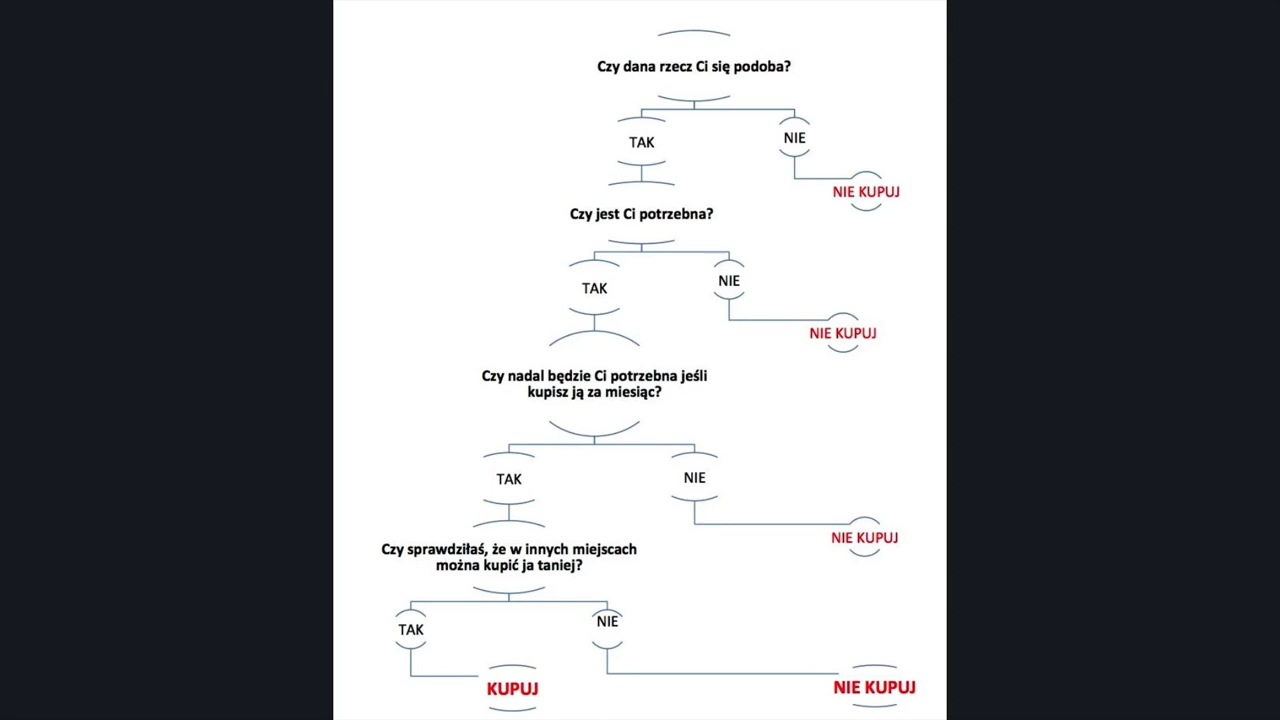 Czy dana rzecz Ci się podoba?
TAK
NIE
NIE KUPUJ
Czy jest Ci potrzebna?
TAK
NIE
NIE KUPUJ
Czy nadal będzie Ci potrzebna jeśli
kupisz ją za miesiąc?
TAK
NIE
NIE KUPUJ
Czy sprawdziłaś, że w innych miejscach
można kupić ja taniej?
TAK
NIE
KUPUJ
NIE KUPUJ